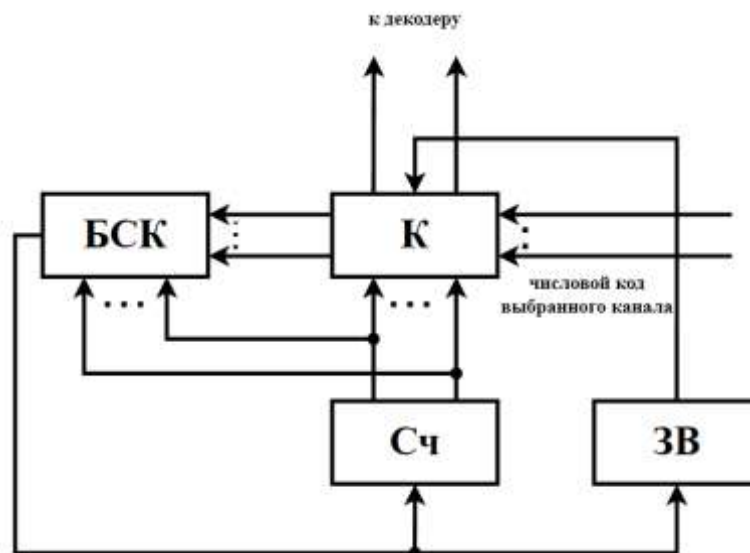 к декодеру
БСК
К
числовой код
выбранного канала
Сч
ЗВ